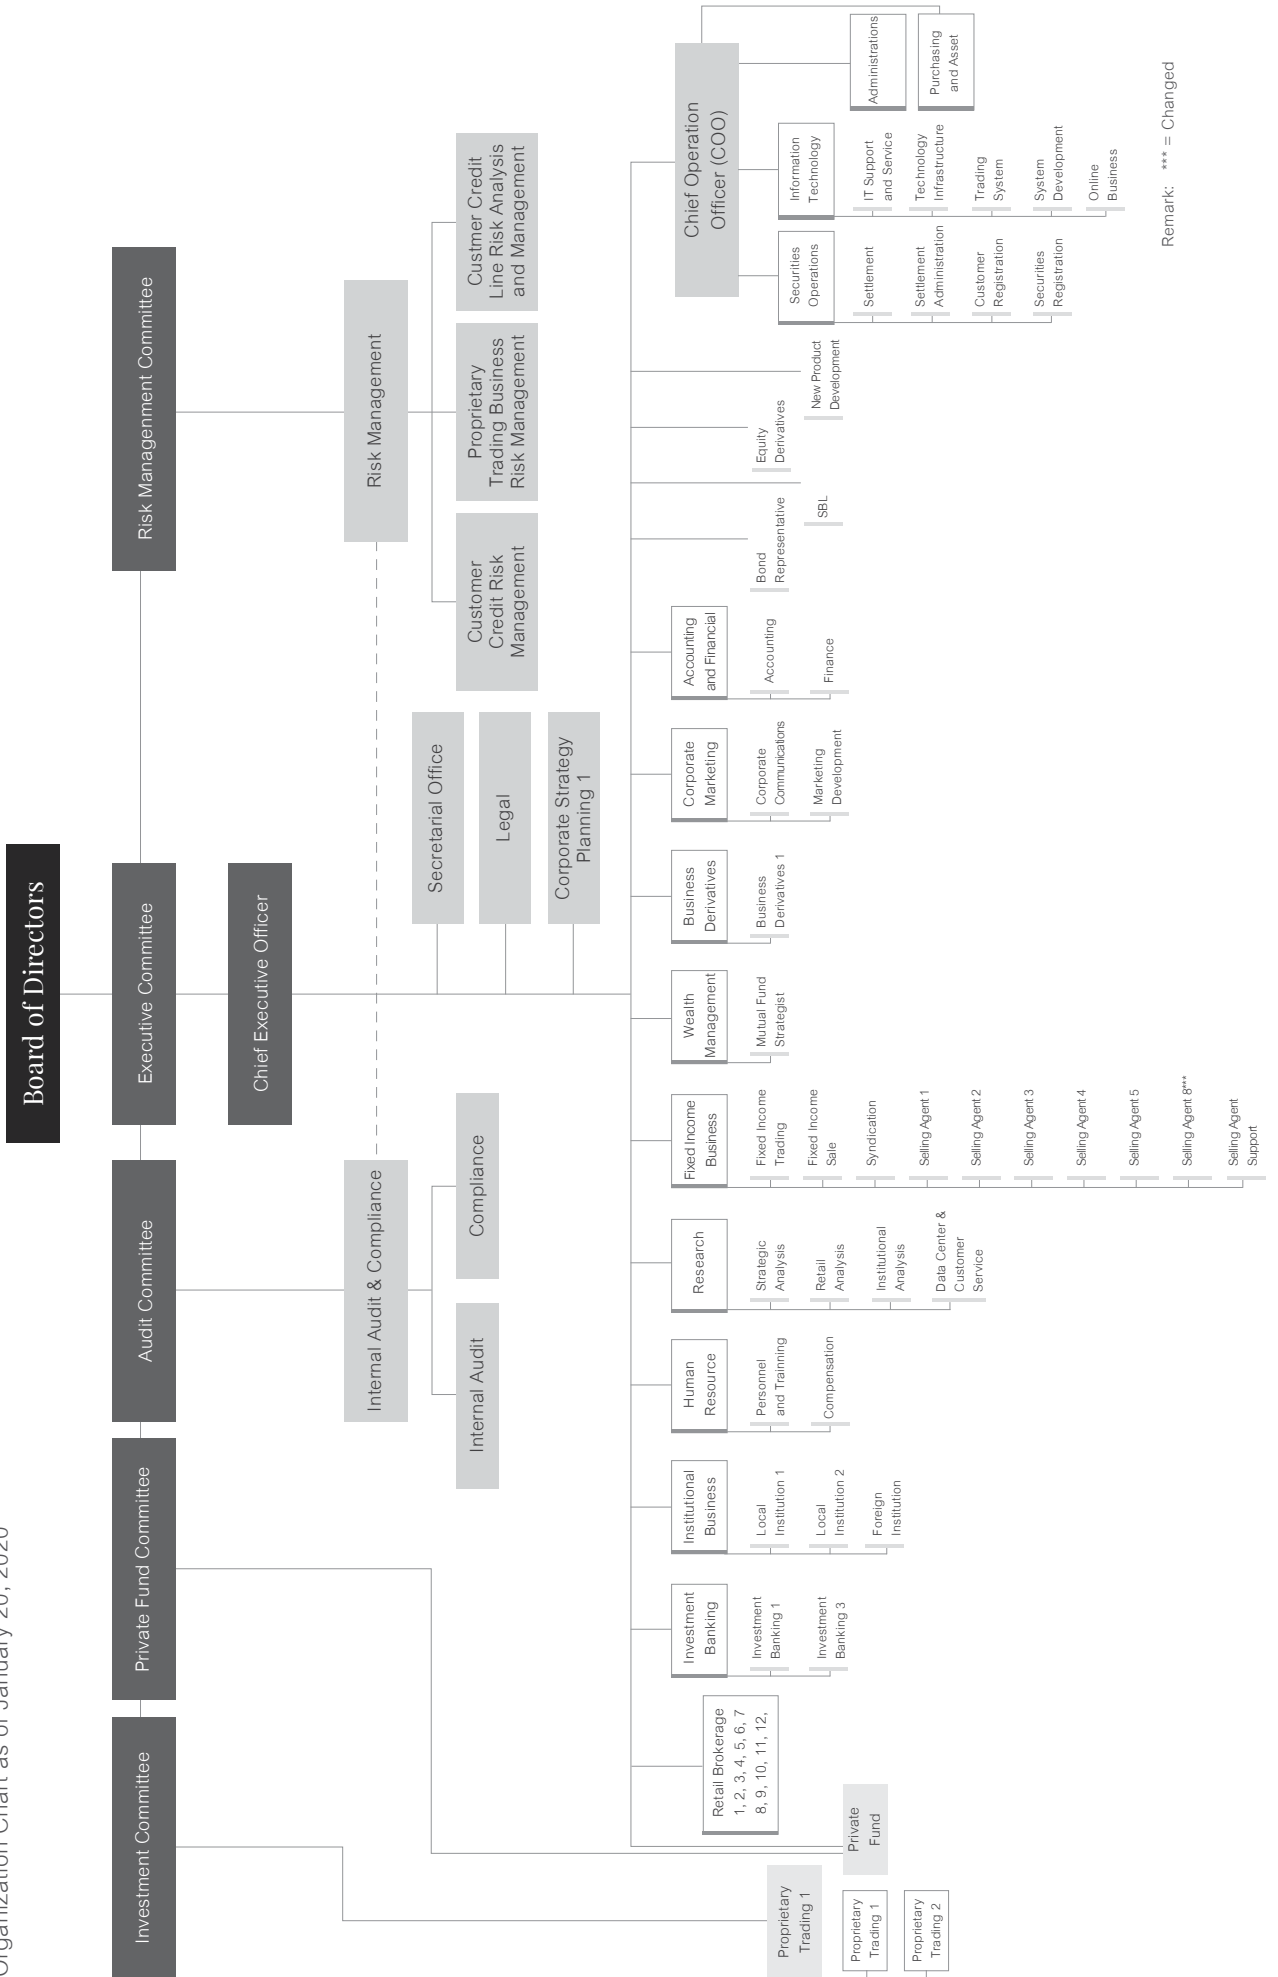 Organization Chart as of January 20, 2020
Board of Directors
Investment Committee
Private Fund Committee
Audit Committee
Executive Committee
Risk Managenment Committee
Chief Executive Officer
Internal Audit & Compliance
Risk Management
Internal Audit
Compliance
Customer
Credit Risk
Management
Proprietary
Trading Business
Risk Management
Custmer Credit
Line Risk Analysis
and Management
Secretarial Office
Legal
Corporate Strategy
Planning 1
Proprietary
Trading 1
Proprietary
Trading 1
Proprietary
Trading 2
Private
Fund
Retail Brokerage
1, 2, 3, 4, 5, 6, 7
8, 9, 10, 11, 12,
Investment
Banking
Investment
Banking 1
Investment
Banking 3
Institutional
Business
Local
Institution 1
Local
Institution 2
Foreign
Institution
Human
Resource
Personnel
and Trainning
Compensation
Research
Strategic
Analysis
Retail
Analysis
Institutional
Analysis
Data Center &
Customer
Service
Fixed Income
Business
Fixed Income
Trading
Fixed Income
Sale
Syndication
Selling Agent 1
Selling Agent 2
Selling Agent 3
Selling Agent 4
Selling Agent 5
Selling Agent 8***
Selling Agent
Support
Wealth
Management
Mutual Fund
Strategist
Business
Derivatives
Business
Derivatives 1
Corporate
Marketing
Corporate
Communications
Marketing
Development
Accounting
and Financial
Accounting
Finance
Bond
Representative
SBL
Equity
Derivatives
New Product
Development
Chief Operation
Officer (COO)
Securities
Operations
Settlement
Settlement
Administration
Customer
Registration
Securities
Registration
Information
Technology
IT Support
and Service
Technology
Infrastructure
Trading
System
System
Development
Online
Business
Administrations
Purchasing
and Asset
Remark: *** = Changed